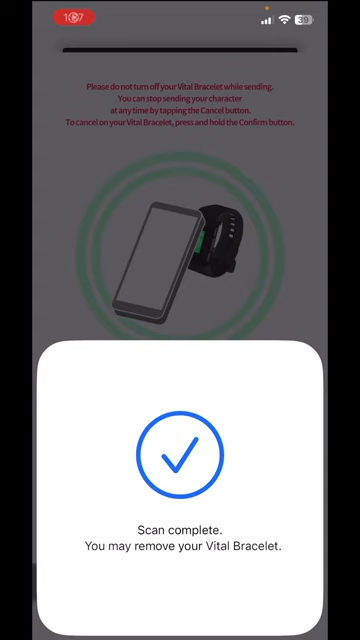 39
Please do not turn off your Vital Bracelet while sending.
You can stop sending your character
at any time by tapping the Cancel button.
To cancel on your Vital Bracelet, press and hold the Confirm button.
Scan complete.
You may remove your Vital Bracelet.